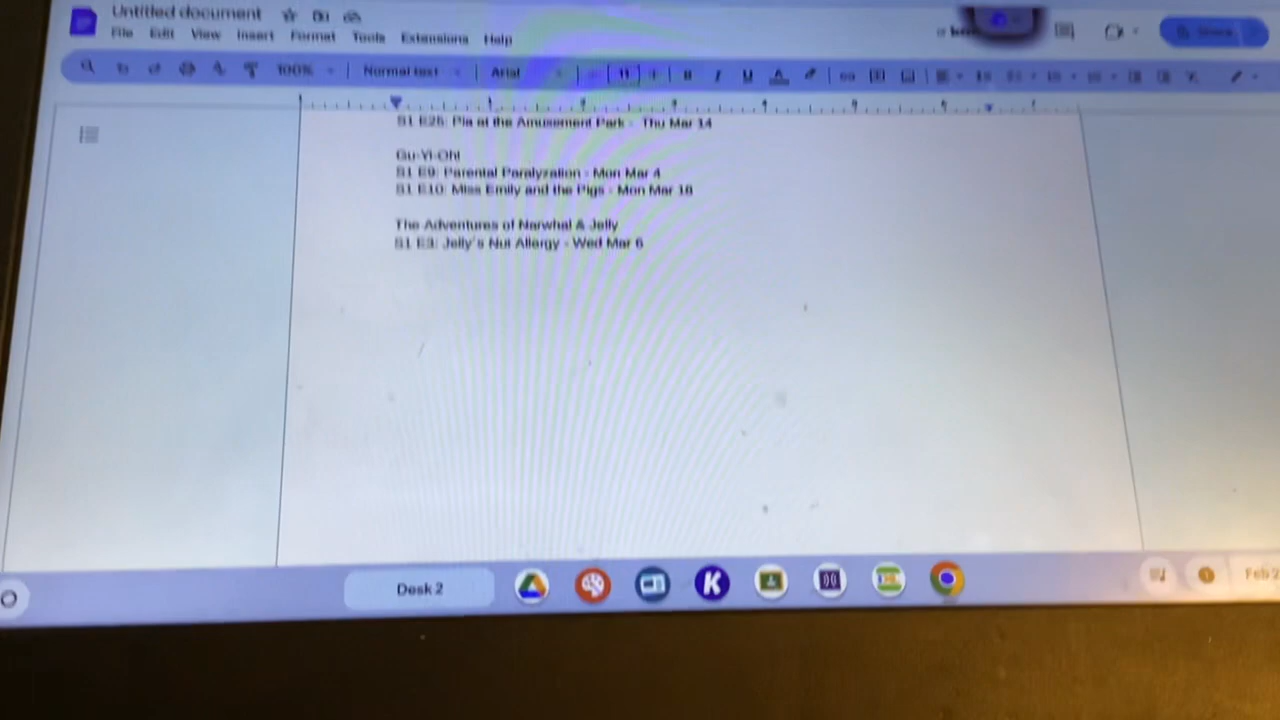 Untitled document
File Edit View Insert Format Tools Extensions Help
100% Normal text Arial 11 B I U A
S1 E25: Pia at the Amusement Park - Thu Mar 14
Gu-Yi-Oh!
S1 E9: Parental Paralyzation - Mon Mar 4
S1 E10: Miss Emily and the Pigs - Mon Mar 18
The Adventures of Narwhal & Jelly
S1 E3: Jelly's Nut Allergy - Wed Mar 6
Desk 2
K
Feb 2